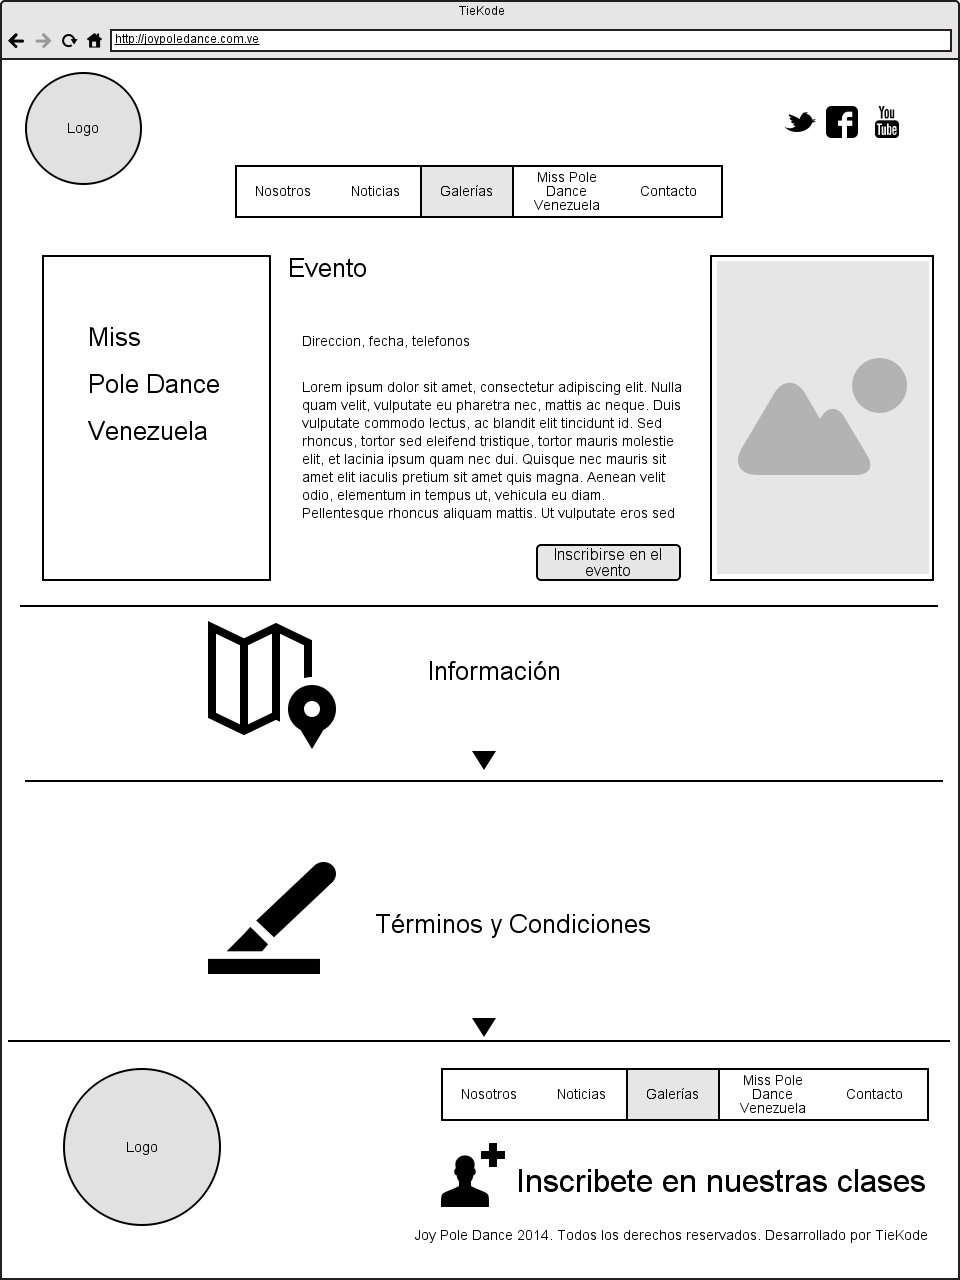 TieKode
http://joypoledance.com.ve
Logo
You
Tube
Nosotros
Noticias
Galerías
Miss Pole
Dance
Venezuela
Contacto
Miss
Pole Dance
Venezuela
Evento
Direccion, fecha, telefonos
Lorem ipsum dolor sit amet, consectetur adipiscing elit. Nulla
quam velit, vulputate eu pharetra nec, mattis ac neque. Duis
vulputate commodo lectus, ac blandit elit tincidunt id. Sed
rhoncus, tortor sed eleifend tristique, tortor mauris molestie
elit, et lacinia ipsum quam nec dui. Quisque nec mauris sit
amet elit iaculis pretium sit amet quis magna. Aenean velit
odio, elementum in tempus ut, vehicula eu diam.
Pellentesque rhoncus aliquam mattis. Ut vulputate eros sed
Inscribirse en el
evento
Información
Términos y Condiciones
Logo
Nosotros
Noticias
Galerías
Miss Pole
Dance
Venezuela
Contacto
Inscribete en nuestras clases
Joy Pole Dance 2014. Todos los derechos reservados. Desarrollado por TieKode